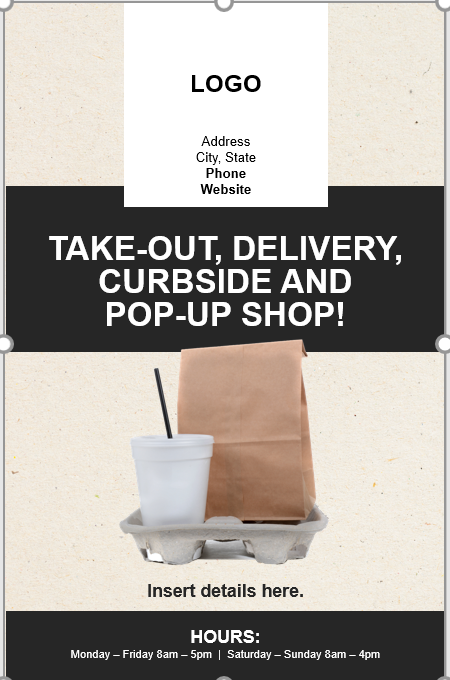 LOGO
Address
City, State
Phone
Website
TAKE-OUT, DELIVERY,
CURBSIDE AND
POP-UP SHOP!
Insert details here.
HOURS:
Monday – Friday 8am – 5pm | Saturday – Sunday 8am – 4pm